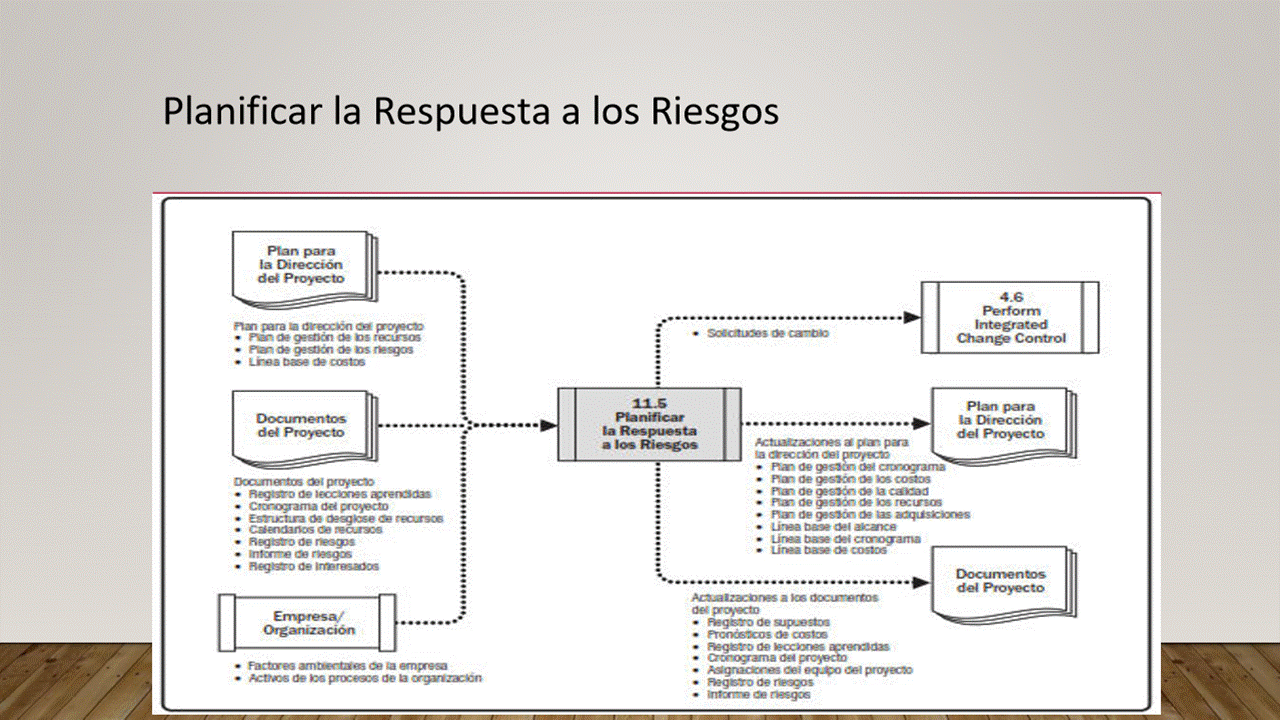 Planificar la Respuesta a los Riesgos
Plan para
la Dirección
del Proyecto
Plan para la dirección del proyecto
• Plan de gestión de los recursos
• Plan de gestión de los riesgos
• Línea base de costos
Documentos
del Proyecto
Documentos del proyecto
• Registro de lecciones aprendidas
• Cronograma del proyecto
• Estructura de desglose de recursos
• Calendarios de recursos
• Registro de riesgos
• Informe de riesgos
• Registro de Interesados
Empresa/
Organización
• Factores ambientales de la empresa
• Activos de los procesos de la organización
11.5
Planificar
la Respuesta
a los Riesgos
• Solicitudes de cambio
4.6
Perform
Integrated
Change Control
Plan para
la Dirección
del Proyecto
Actualizaciones al plan para
la dirección del proyecto
• Plan de gestión del cronograma
• Plan de gestión de los costos
• Plan de gestión de la calidad
• Plan de gestión de los recursos
• Plan de gestión de las adquisiciones
• Línea base del alcance
• Línea base del cronograma
• Línea base de costos
Documentos
del Proyecto
Actualizaciones a los documentos
del proyecto
• Registro de supuestos
• Pronósticos de costos
• Registro de lecciones aprendidas
• Cronograma del proyecto
• Asignaciones del equipo del proyecto
• Registro de riesgos
• Informe de riesgos